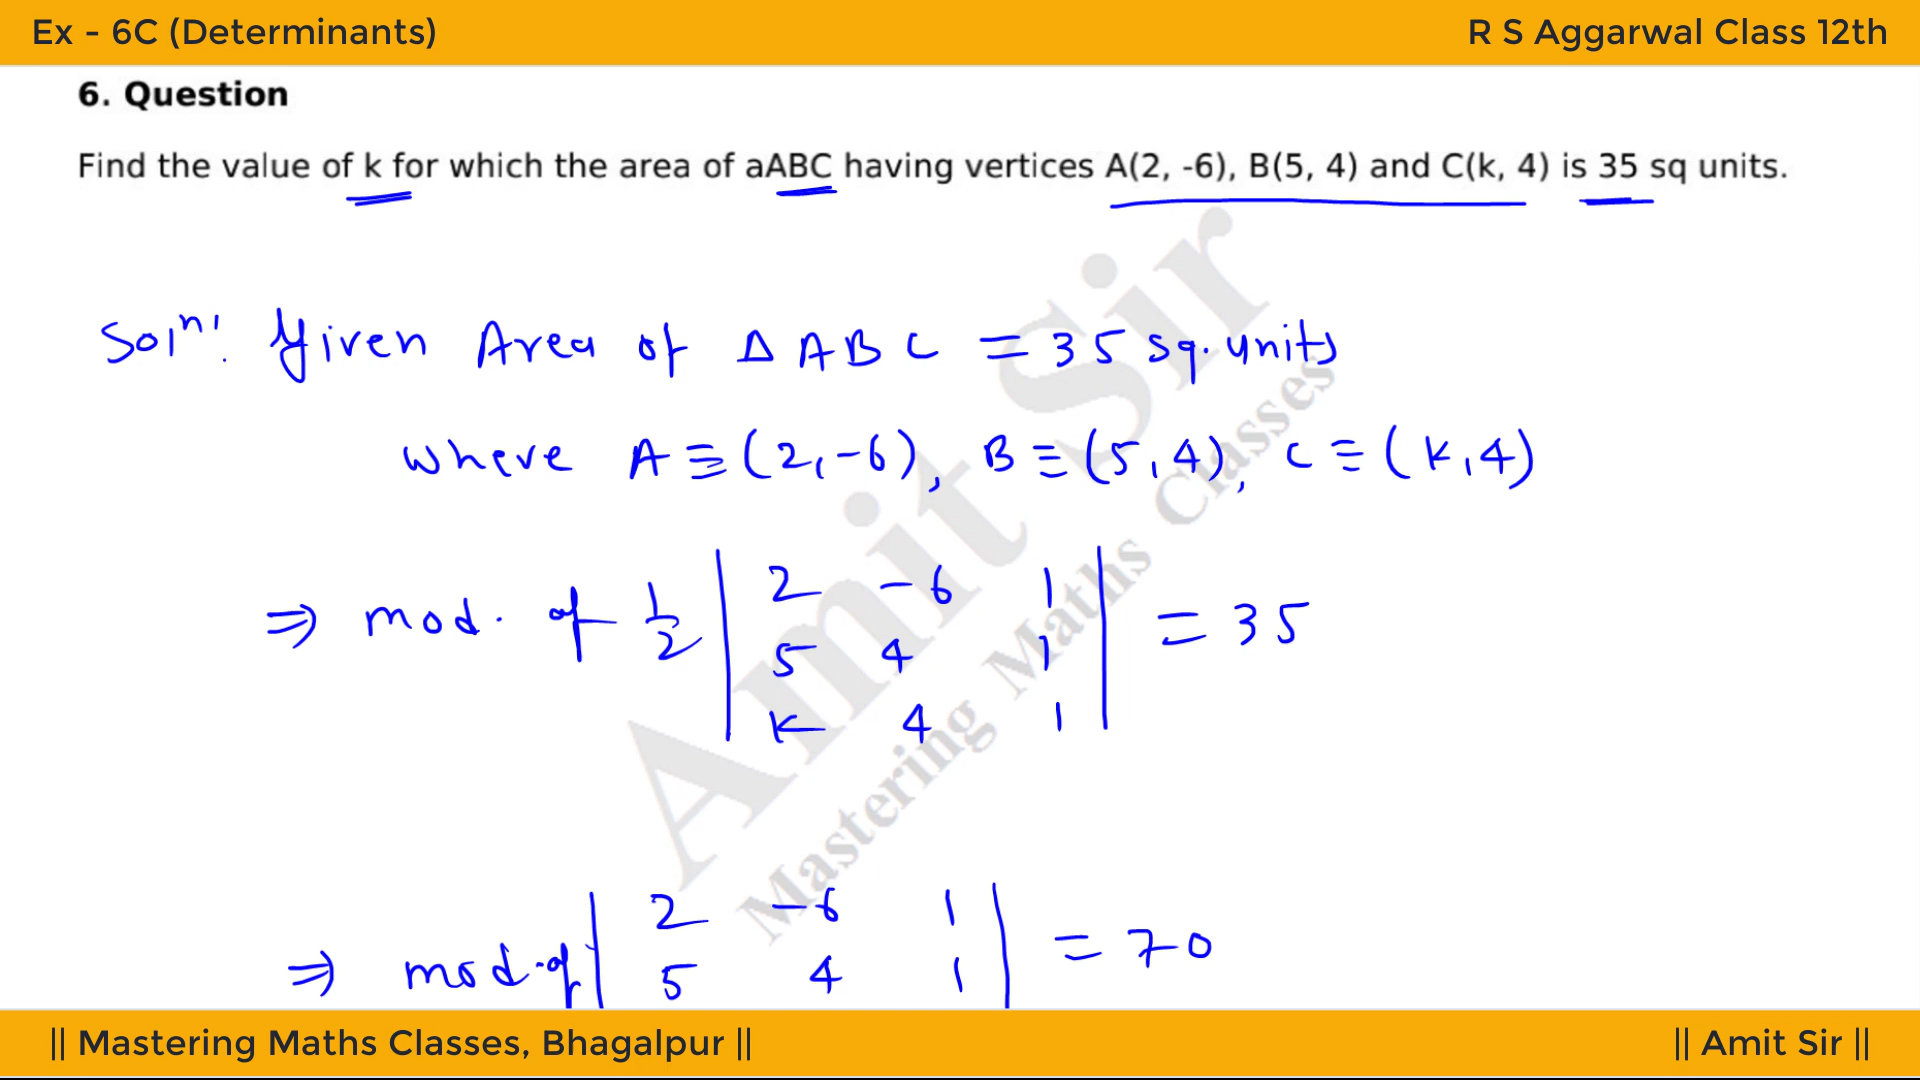 Ex - 6C (Determinants) R S Aggarwal Class 12th
6. Question
Find the value of k for which the area of aABC having vertices A(2, -6), B(5, 4) and C(k, 4) is 35 sq units.
Solⁿ: Given Area of Δ ABC = 35 sq. units
where A ≡ (2, -6), B ≡ (5, 4), C ≡ (k, 4)
⇒ mod. of 1/2 | 2 -6 1 | = 35
5 4 1
k 4 1
⇒ mod. of | 2 -6 1 | = 70
5 4 1
Amit Sir
Mastering Maths Classes
|| Mastering Maths Classes, Bhagalpur || || Amit Sir ||